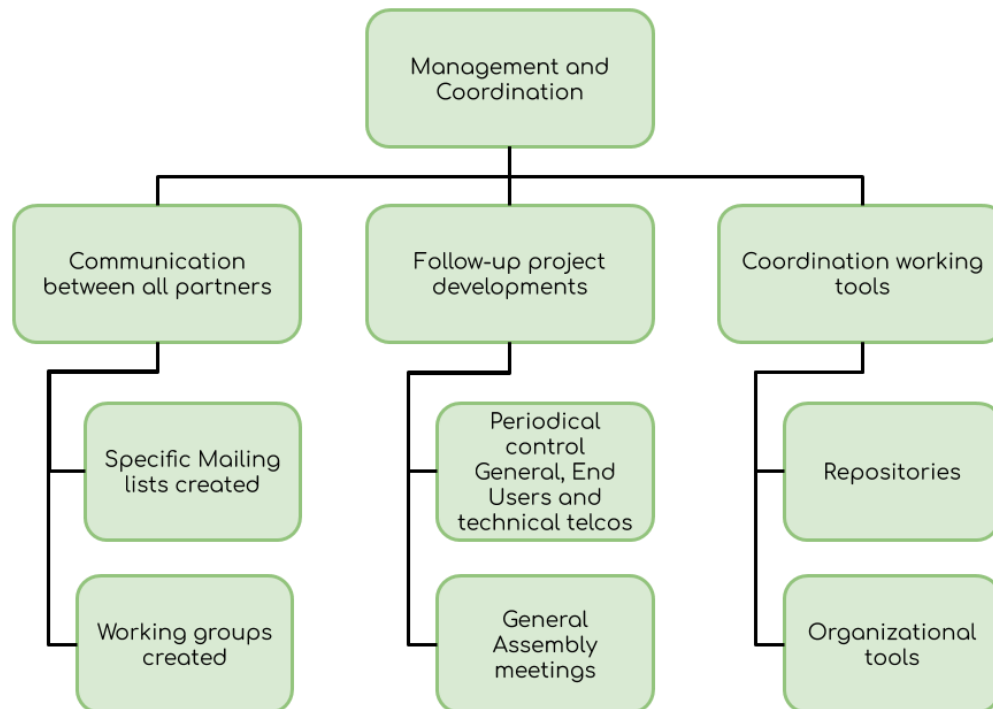 Management and
Coordination
Communication
between all partners
Follow-up project
developments
Coordination working
tools
Specific Mailing
lists created
Periodical
control
General, End
Users and
technical telcos
Repositories
Working groups
created
General
Assembly
meetings
Organizational
tools